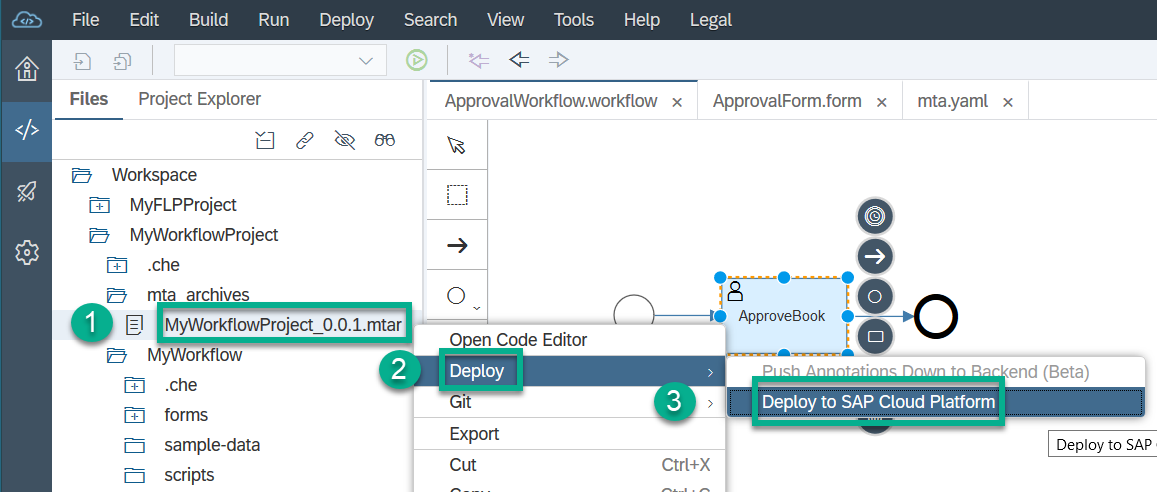 File Edit Build Run Deploy Search View Tools Help Legal
Files Project Explorer
ApprovalWorkflow.workflow × ApprovalForm.form × mta.yaml ×
Workspace
MyFLPProject
MyWorkflowProject
.che
mta_archives
1 MyWorkflowProject_0.0.1.mtar
MyWorkflow
.che
forms
sample-data
scripts
ApproveBook
Open Code Editor
2 Deploy
Git
Export
Cut Ctrl+X
Push Annotations Down to Backend (Beta)
3 Deploy to SAP Cloud Platform
Deploy to SAP